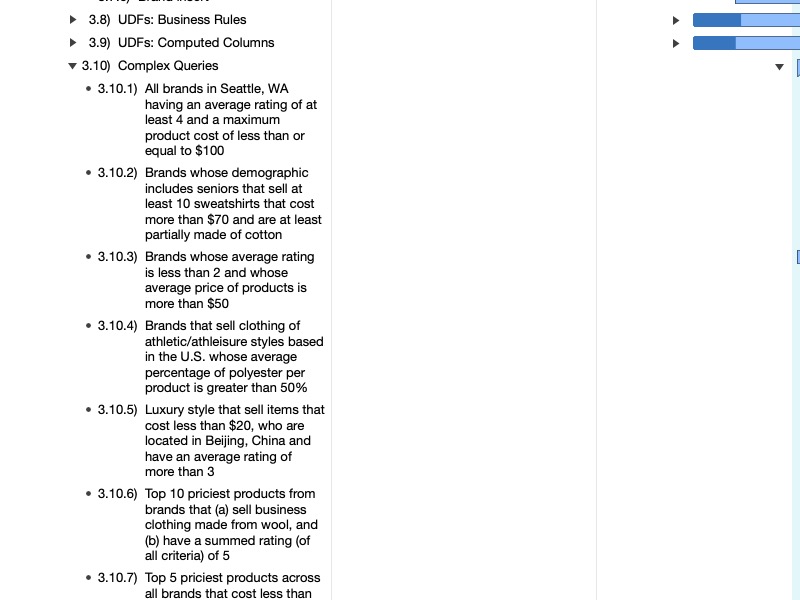 3.8) UDFs: Business Rules
3.9) UDFs: Computed Columns
3.10) Complex Queries
3.10.1) All brands in Seattle, WA
having an average rating of at
least 4 and a maximum
product cost of less than or
equal to $100
3.10.2) Brands whose demographic
includes seniors that sell at
least 10 sweatshirts that cost
more than $70 and are at least
partially made of cotton
3.10.3) Brands whose average rating
is less than 2 and whose
average price of products is
more than $50
3.10.4) Brands that sell clothing of
athletic/athleisure styles based
in the U.S. whose average
percentage of polyester per
product is greater than 50%
3.10.5) Luxury style that sell items that
cost less than $20, who are
located in Beijing, China and
have an average rating of
more than 3
3.10.6) Top 10 priciest products from
brands that (a) sell business
clothing made from wool, and
(b) have a summed rating (of
all criteria) of 5
3.10.7) Top 5 priciest products across
all brands that cost less than